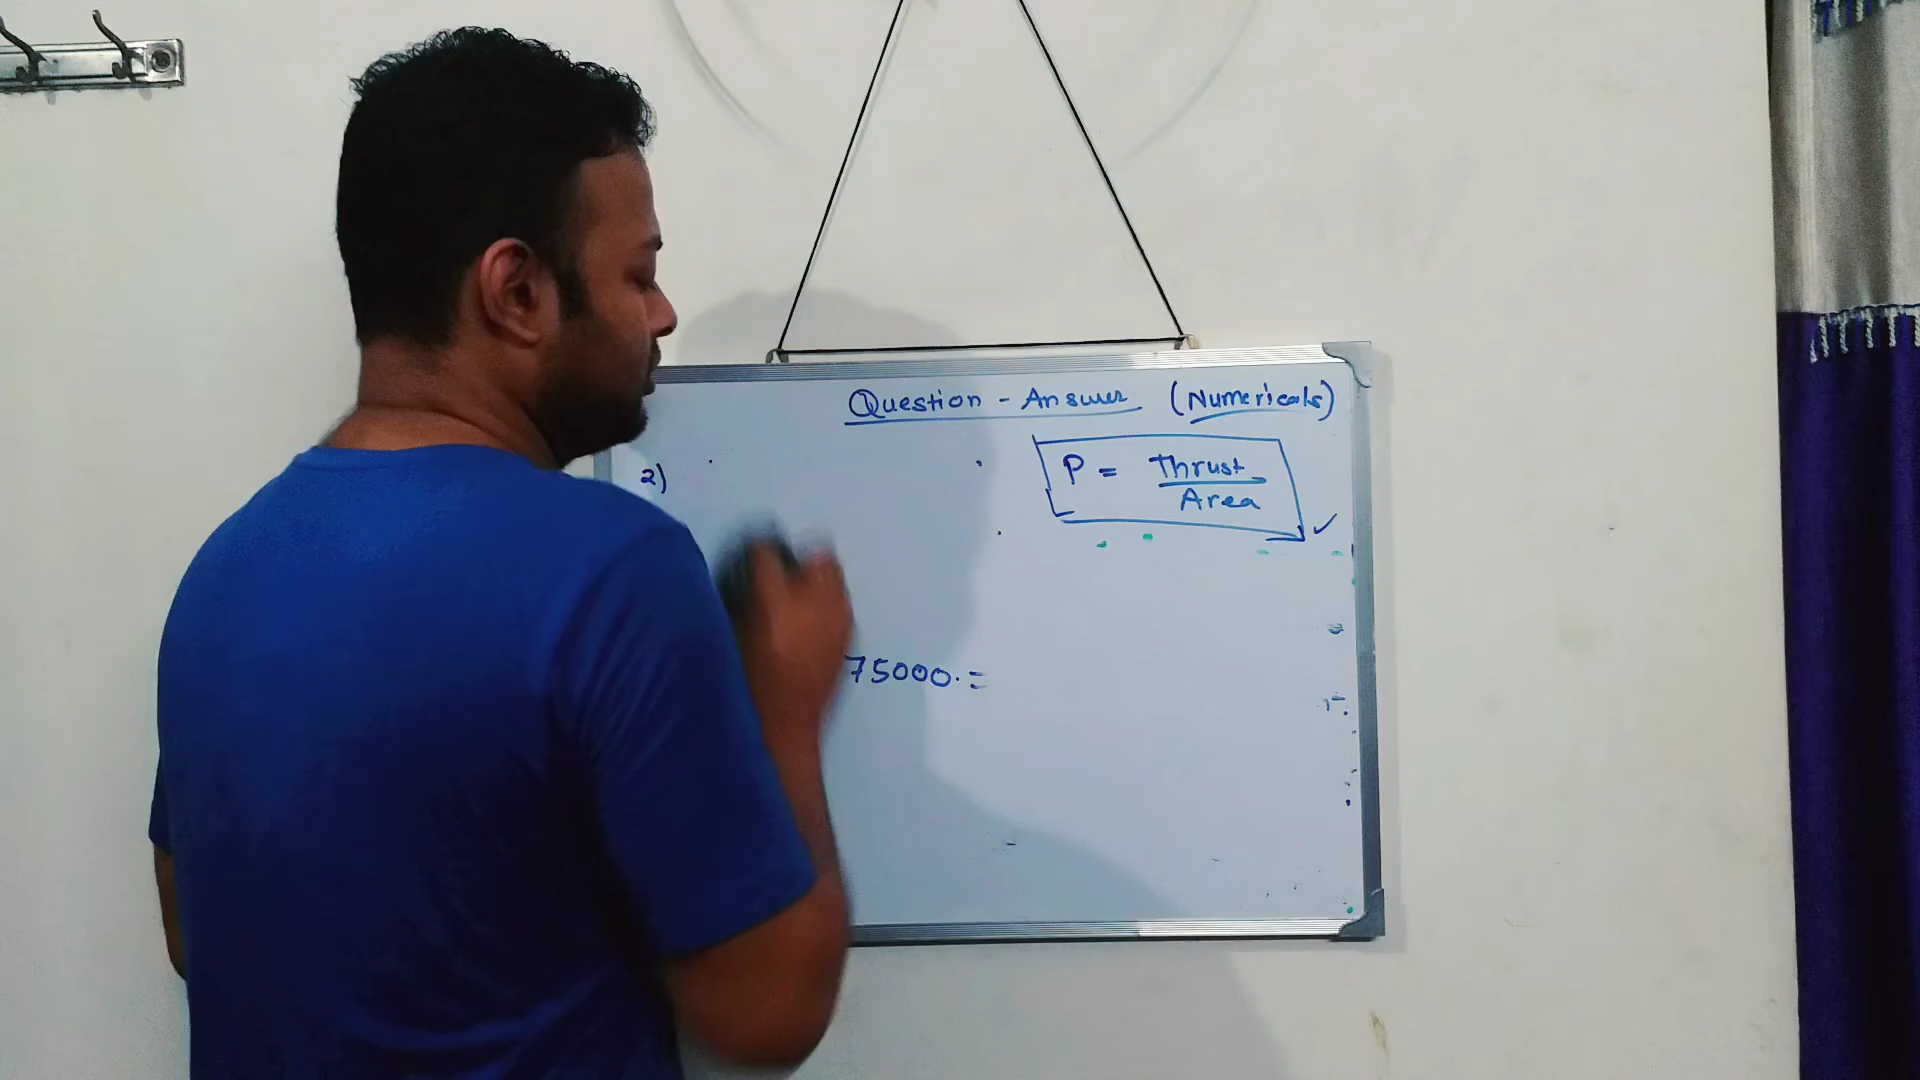 Question - Answer (Numericals)
2)
P = Thrust
Area
75000. =